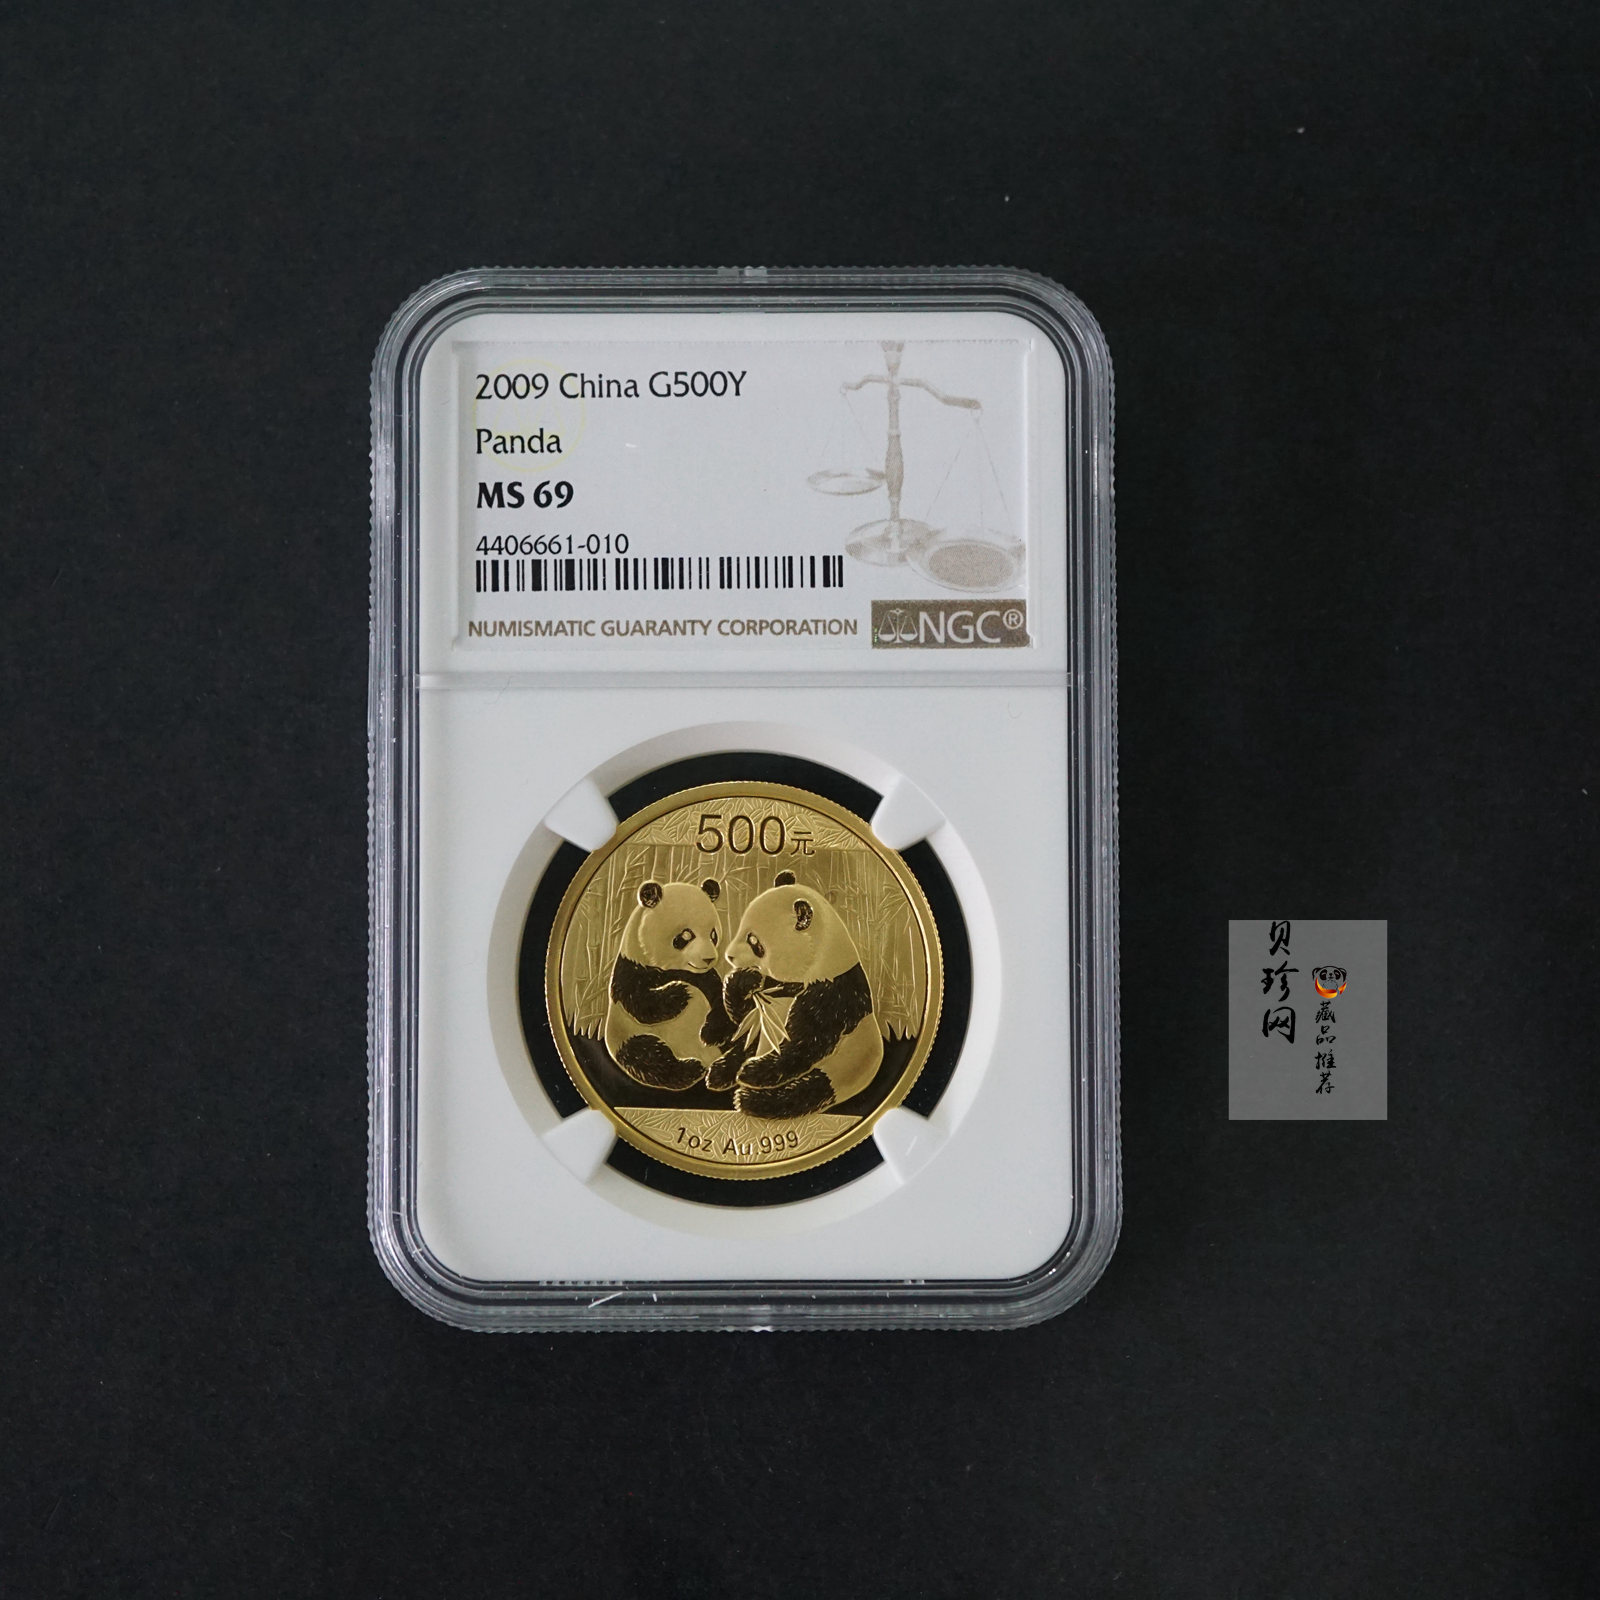 2009 China G500Y
Panda
MS 69
4406661-010
NUMISMATIC GUARANTY CORPORATION
NGC®
500元
1oz Au.999
贝珍网
藏品推荐